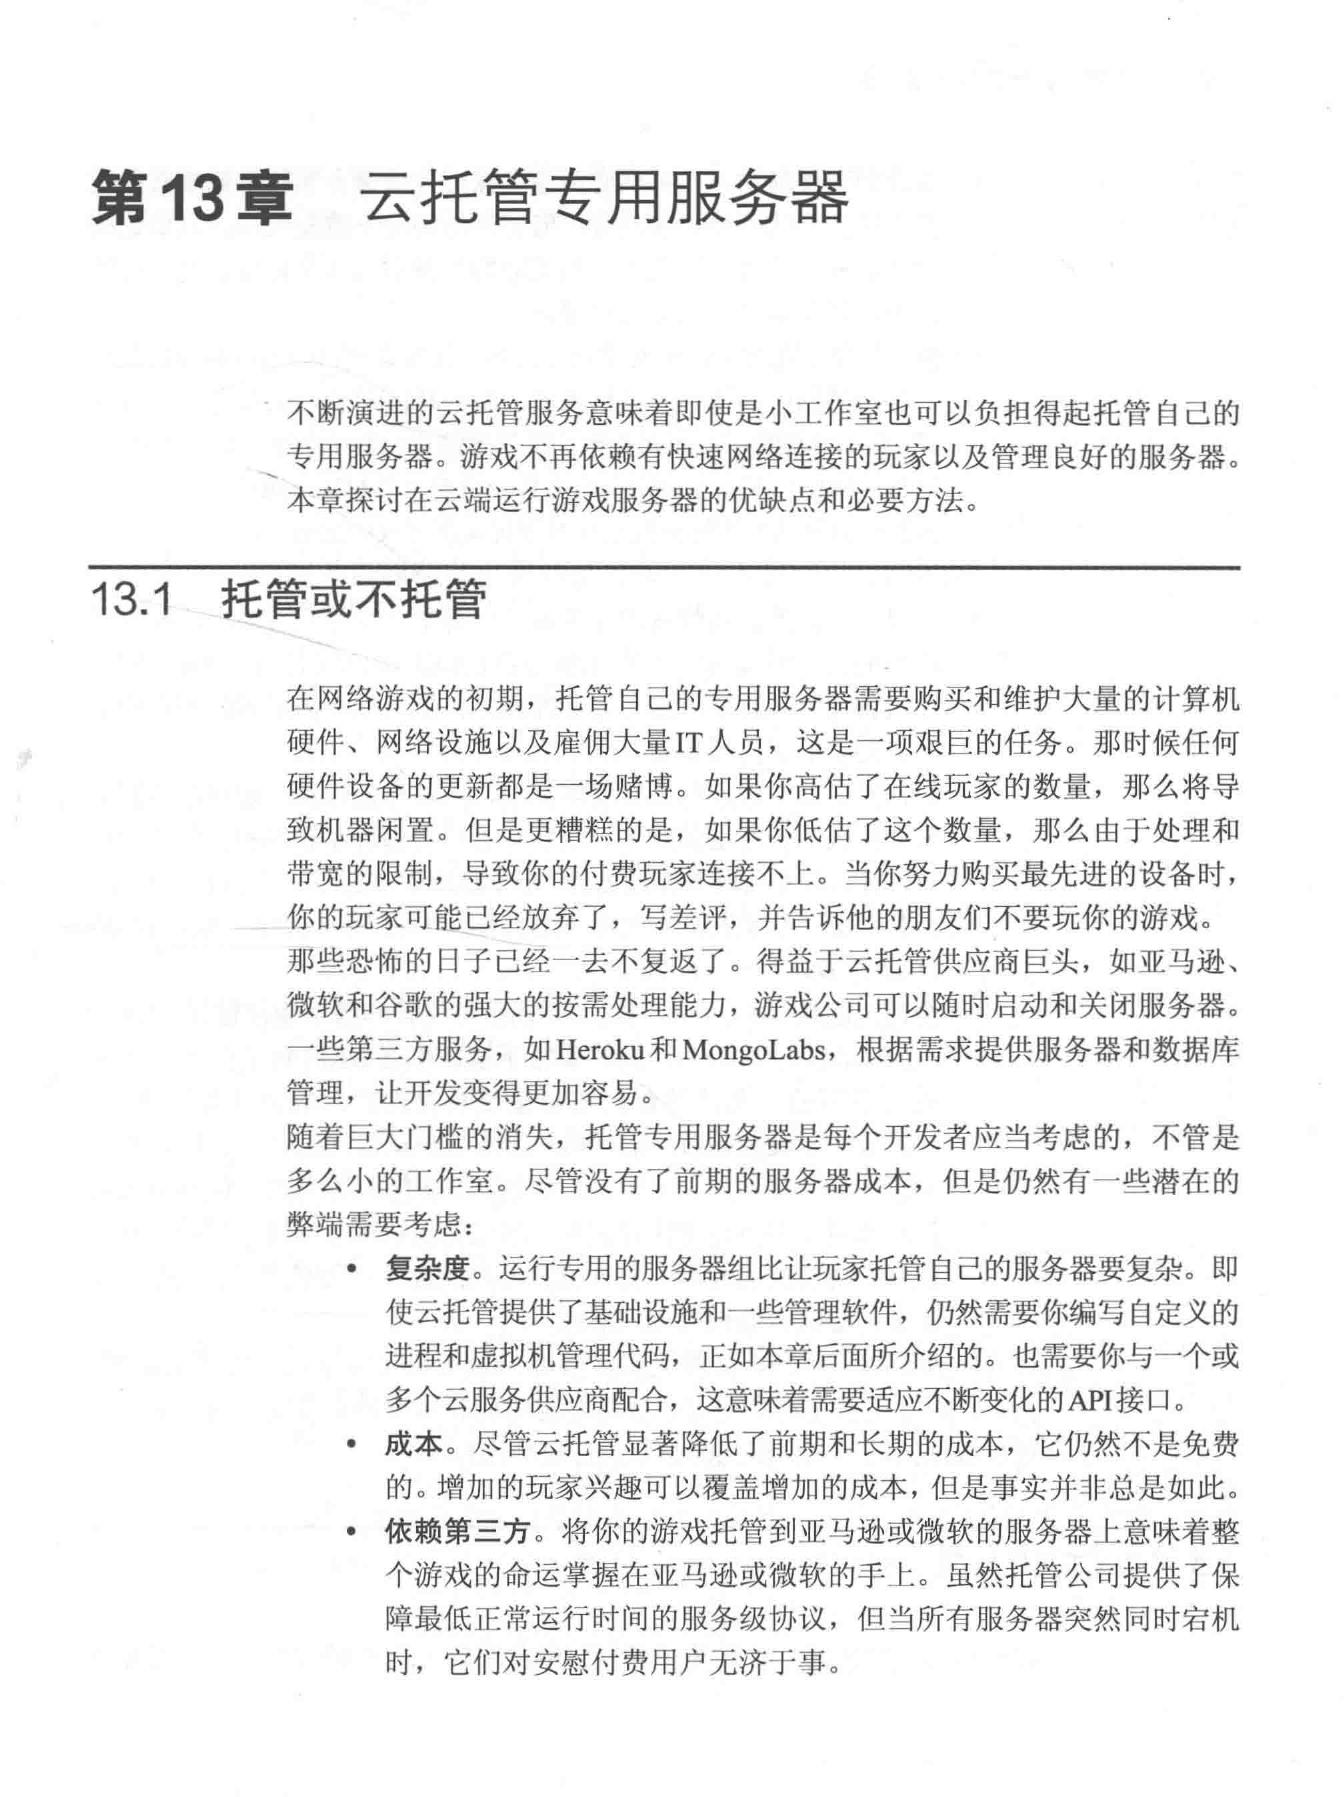 第13章 云托管专用服务器
不断演进的云托管服务意味着即使是小工作室也可以负担得起托管自己的
专用服务器。游戏不再依赖有快速网络连接的玩家以及管理良好的服务器。
本章探讨在云端运行游戏服务器的优缺点和必要方法。
13.1 托管或不托管
在网络游戏的初期，托管自己的专用服务器需要购买和维护大量的计算机
硬件、网络设施以及雇佣大量IT人员，这是一项艰巨的任务。那时候任何
硬件设备的更新都是一场赌博。如果你高估了在线玩家的数量，那么将导
致机器闲置。但是更糟糕的是，如果你低估了这个数量，那么由于处理和
带宽的限制，导致你的付费玩家连接不上。当你努力购买最先进的设备时，
你的玩家可能已经放弃了，写差评，并告诉他的朋友们不要玩你的游戏。
那些恐怖的日子已经一去不复返了。得益于云托管供应商巨头，如亚马逊、
微软和谷歌的强大的按需处理能力，游戏公司可以随时启动和关闭服务器。
一些第三方服务，如Heroku和MongoLabs，根据需求提供服务器和数据库
管理，让开发变得更加容易。
随着巨大门槛的消失，托管专用服务器是每个开发者应当考虑的，不管是
多么小的工作室。尽管没有了前期的服务器成本，但是仍然有一些潜在的
弊端需要考虑：
• 复杂度。运行专用的服务器组比让玩家托管自己的服务器要复杂。即
使云托管提供了基础设施和一些管理软件，仍然需要你编写自定义的
进程和虚拟机管理代码，正如本章后面所介绍的。也需要你与一个或
多个云服务供应商配合，这意味着需要适应不断变化的API接口。
• 成本。尽管云托管显著降低了前期和长期的成本，它仍然不是免费
的。增加的玩家兴趣可以覆盖增加的成本，但是事实并非总是如此。
• 依赖第三方。将你的游戏托管到亚马逊或微软的服务器上意味着整
个游戏的命运掌握在亚马逊或微软的手上。虽然托管公司提供了保
障最低正常运行时间的服务级协议，但当所有服务器突然同时宕机
时，它们对安慰付费用户无济于事。